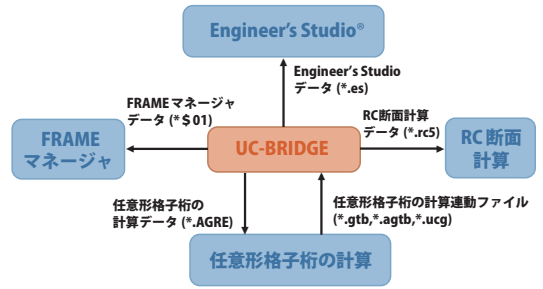 Engineer's Studio®
Engineer's Studio
データ (*.es)
FRAMEマネージャ
データ (*$01)
RC断面計算
データ (*.rc5)
FRAME
マネージャ
UC-BRIDGE
RC断面
計算
任意形格子桁の
計算データ (*.AGRE)
任意形格子桁の計算連動ファイル
(*.gtb,*.agtb,*.ucg)
任意形格子桁の計算